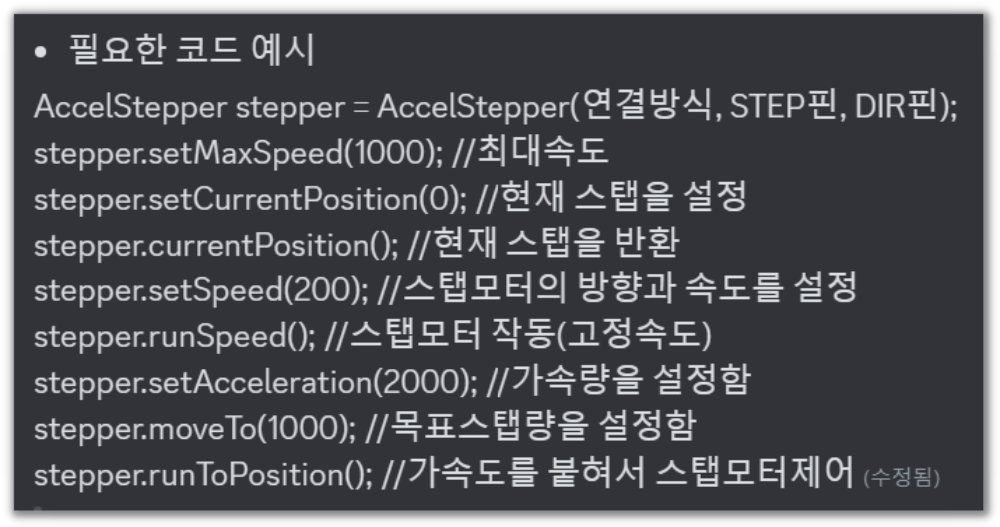 • 필요한 코드 예시
AccelStepper stepper = AccelStepper(연결방식, STEP핀, DIR핀);
stepper.setMaxSpeed(1000); //최대속도
stepper.setCurrentPosition(0); //현재 스탭을 설정
stepper.currentPosition(); //현재 스탭을 반환
stepper.setSpeed(200); //스탭모터의 방향과 속도를 설정
stepper.runSpeed(); //스탭모터 작동(고정속도)
stepper.setAcceleration(2000); //가속량을 설정함
stepper.moveTo(1000); //목표스탭량을 설정함
stepper.runToPosition(); //가속도를 붙혀서 스탭모터제어 (수정됨)